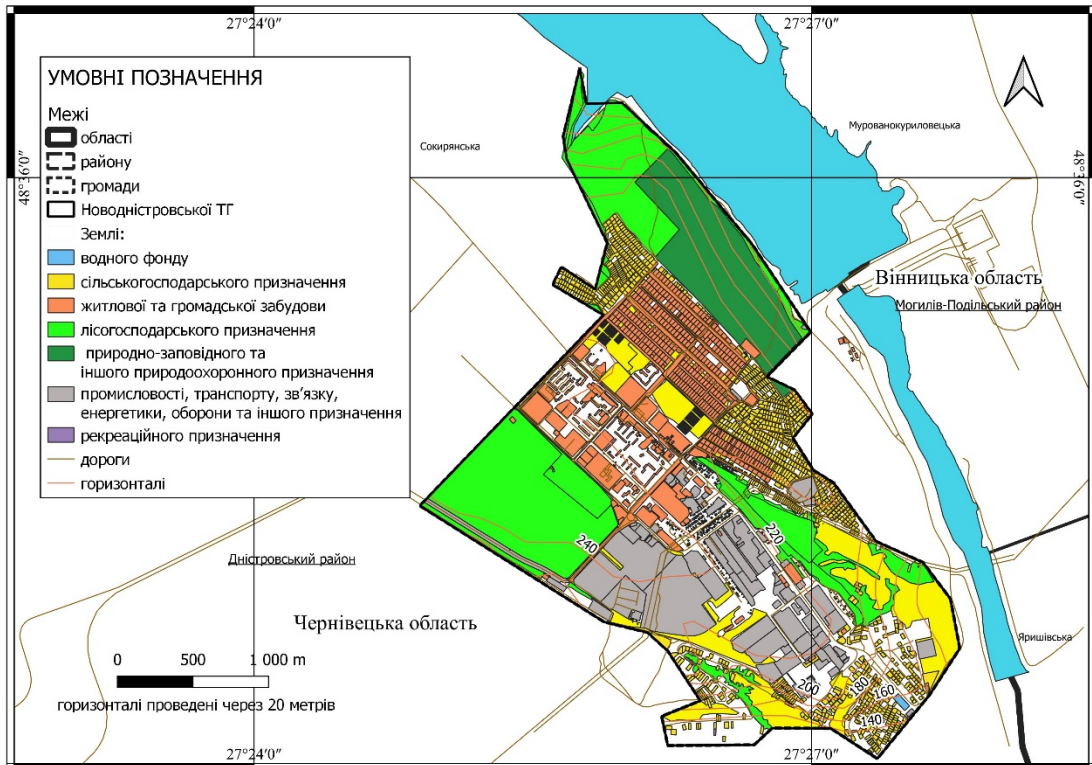 27°24′0″
27°27′0″
УМОВНІ ПОЗНАЧЕННЯ
Межі
області
району
громади
Новодністровської ТГ
Землі:
водного фонду
сільськогосподарського призначення
житлової та громадської забудови
лісогосподарського призначення
природно-заповідного та
іншого природоохоронного призначення
промисловості, транспорту, зв’язку,
енергетики, оборони та іншого призначення
рекреаційного призначення
дороги
горизонталі
48°36′0″
48°36′0″
Сокирянська
Мурованокуриловецька
Вінницька область
Могилів-Подільський район
220
240
Дністровський район
Чернівецька область
Яришівська
200
180
160
140
0 500 1 000 m
горизонталі проведені через 20 метрів
27°24′0″
27°27′0″